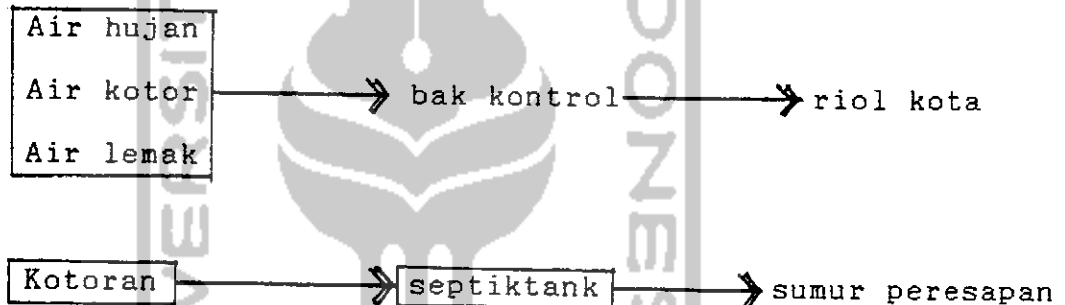 Air hujan
Air kotor bak kontrol riol kota
Air lemak
Kotoran septiktank sumur peresapan